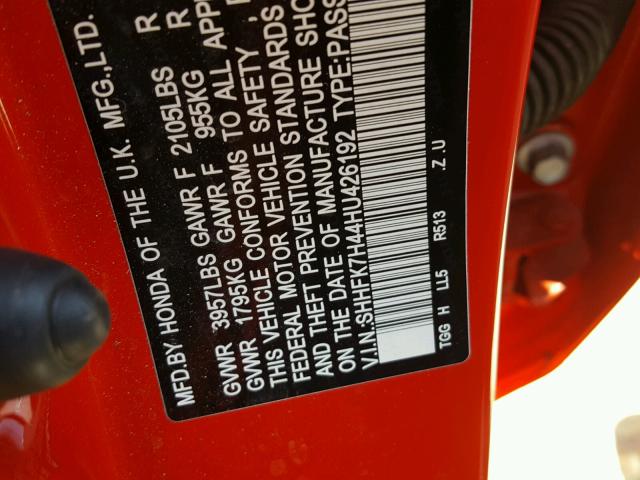 MFD.BY HONDA OF THE U.K. MFG.,LTD.
GVWR 3957LBS GAWR F 2105LBS R
GVWR 1795KG GAWR F 955KG R
THIS VEHICLE CONFORMS TO ALL APP
FEDERAL MOTOR VEHICLE SAFETY ,
AND THEFT PREVENTION STANDARDS
ON THE DATE OF MANUFACTURE SHO
V.I.N.:SHHFK7H44HU426192 TYPE:PASS
TGG H LL5 R513 .Z .U